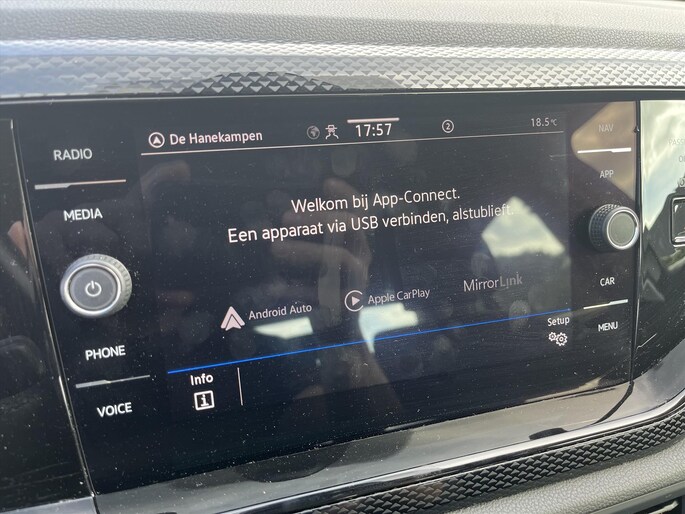 RADIO
MEDIA
PHONE
VOICE
De Hanekampen
17:57
2
18.5°C
Welkom bij App-Connect.
Een apparaat via USB verbinden, alstublieft.
Android Auto
Apple CarPlay
MirrorLink
Setup
Info
NAV
APP
CAR
MENU